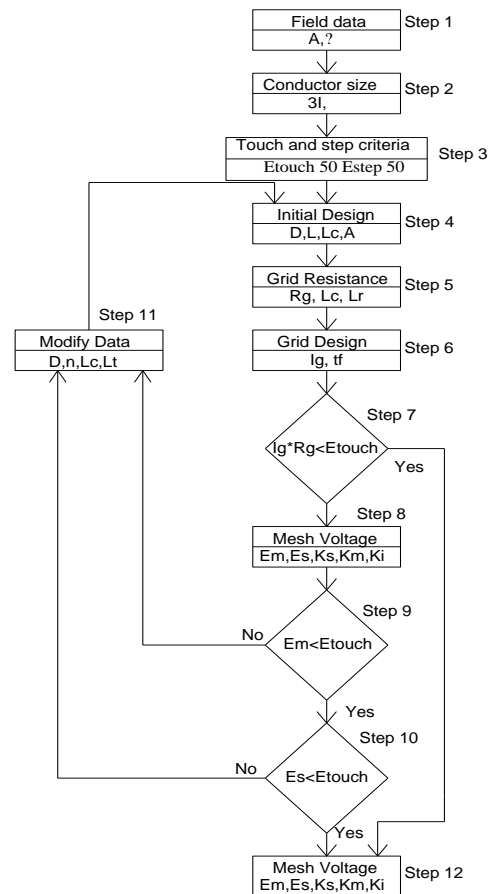 Field data
Step 1
A,?
Conductor size
Step 2
3I,
Touch and step criteria
Step 3
Etouch 50 Estep 50
Initial Design
Step 4
D,L,Lc,A
Grid Resistance
Step 5
Rg, Lc, Lr
Step 11
Modify Data
D,n,Lc,Lt
Grid Design
Step 6
Ig, tf
Step 7
Ig*Rg<Etouch
Yes
Step 8
Mesh Voltage
Em,Es,Ks,Km,Ki
Step 9
No
Em<Etouch
Yes
Step 10
No
Es<Etouch
Yes
Mesh Voltage
Step 12
Em,Es,Ks,Km,Ki